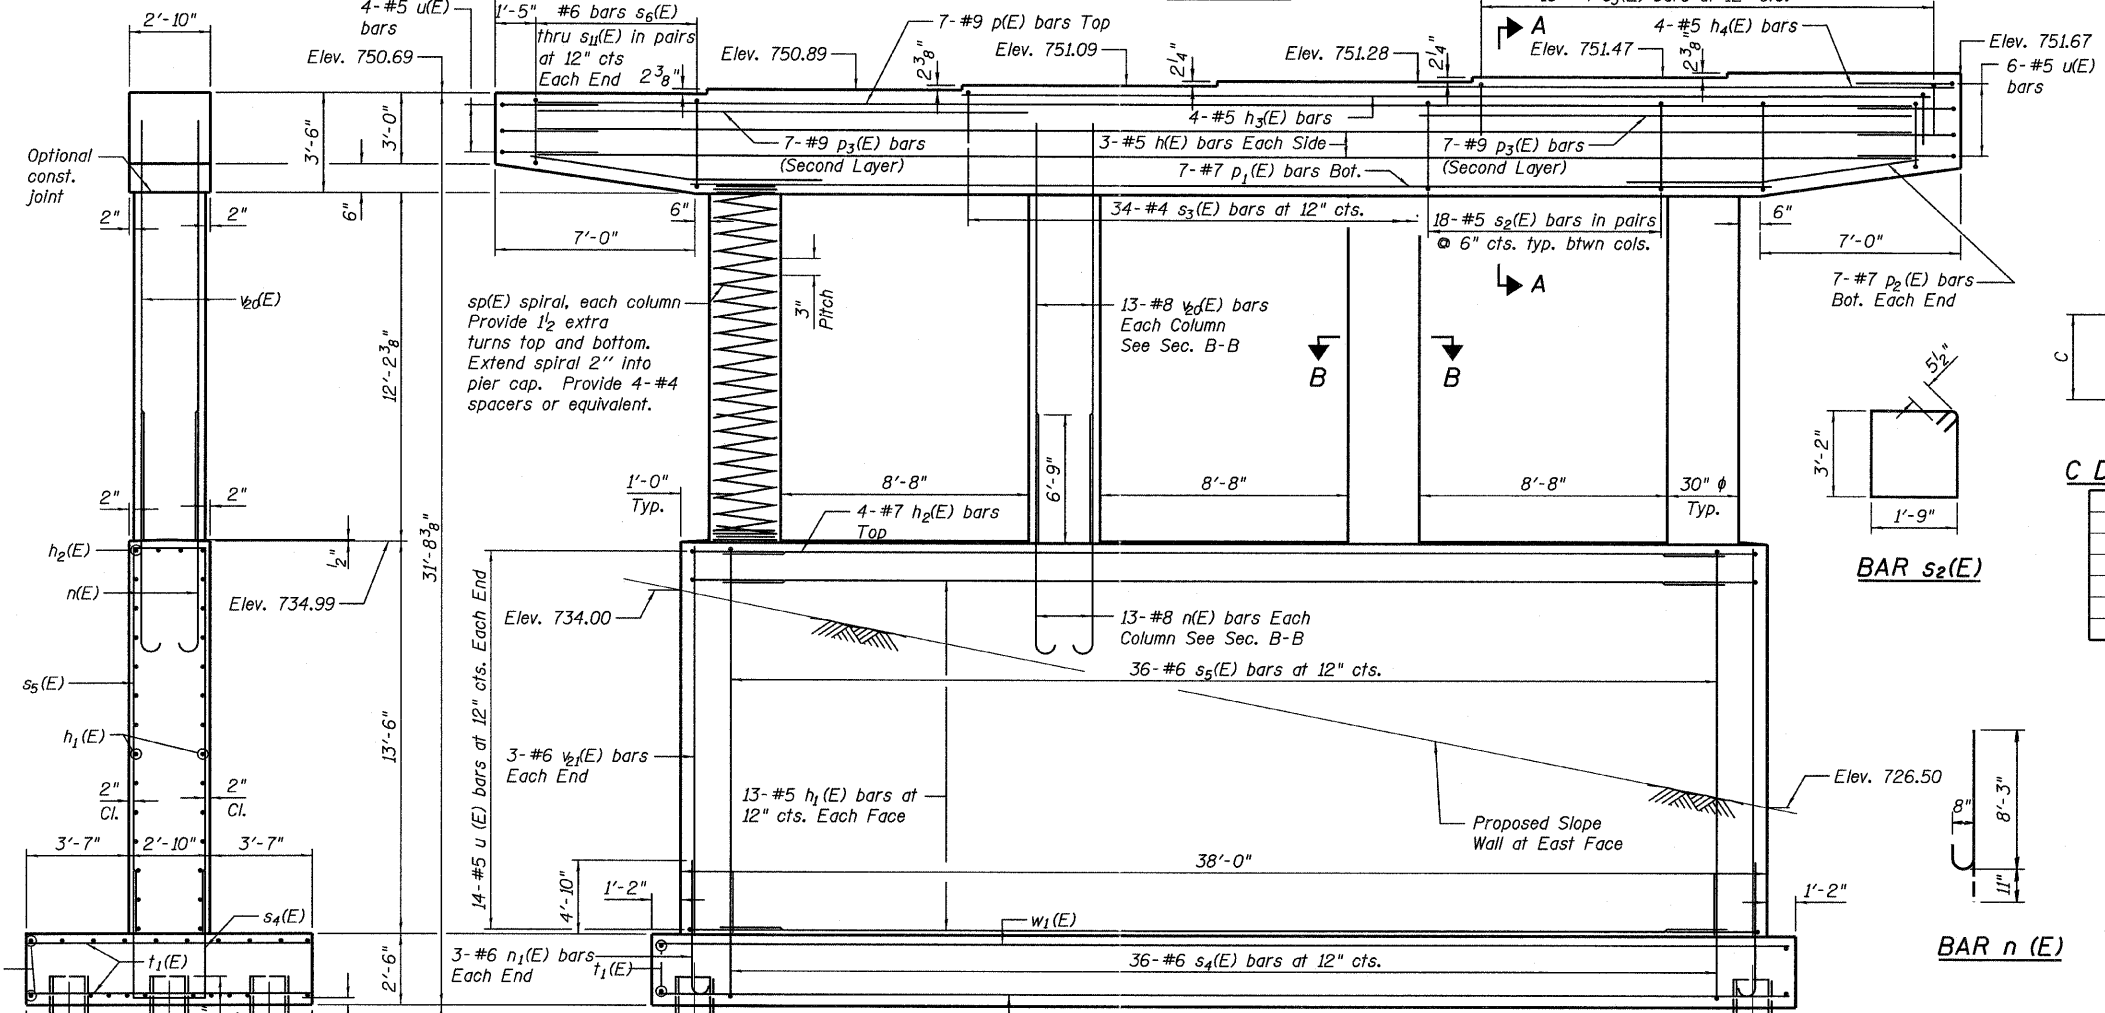 4-#5 u(E)
bars
1'-5"
#6 bars s6(E)
thru s11(E) in pairs
at 12" cts
Each End
2 3/8"
7-#9 p(E) bars Top
4-#5 h4(E) bars
2'-10"
Elev. 750.69
Elev. 750.89
2 3/8"
Elev. 751.09
2 1/4"
Elev. 751.28
2 1/4"
A
Elev. 751.47
2 3/8"
Elev. 751.67
6-#5 u(E)
bars
3'-6"
3'-0"
4-#5 h3(E) bars
Optional
const.
joint
7-#9 p3(E) bars
(Second Layer)
3-#5 h(E) bars Each Side
7-#9 p3(E) bars
(Second Layer)
7-#7 p1(E) bars Bot.
2"
2"
6"
6"
34-#4 s3(E) bars at 12" cts.
18-#5 s2(E) bars in pairs
@ 6" cts. typ. btwn cols.
6"
7'-0"
7'-0"
7-#7 p2(E) bars
Bot. Each End
A
v20(E)
sp(E) spiral, each column
Provide 1 1/2 extra
turns top and bottom.
Extend spiral 2" into
pier cap. Provide 4-#4
spacers or equivalent.
3"
Pitch
13-#8 v20(E) bars
Each Column
See Sec. B-B
B
B
12'-2 3/8"
C
5 1/2"
3'-2"
1'-9"
BAR s2(E)
C D
2"
2"
1'-0"
Typ.
8'-8"
6'-9"
8'-8"
8'-8"
30" ϕ
Typ.
4-#7 h2(E) bars
Top
h2(E)
n(E)
1/2"
Elev. 734.99
31'-8 3/8"
14-#5 u (E) bars at 12" cts. Each End
Elev. 734.00
13-#8 n(E) bars Each
Column See Sec. B-B
36-#6 s5(E) bars at 12" cts.
s5(E)
h1(E)
13'-6"
3-#6 v21(E) bars
Each End
13-#5 h1(E) bars at
12" cts. Each Face
Elev. 726.50
Proposed Slope
Wall at East Face
2"
Cl.
2"
Cl.
3'-7"
2'-10"
3'-7"
38'-0"
4'-10"
1'-2"
1'-2"
8"
8'-3"
11"
BAR n (E)
s4(E)
w1(E)
t1(E)
2'-6"
3-#6 n1(E) bars
Each End
t1(E)
36-#6 s4(E) bars at 12" cts.